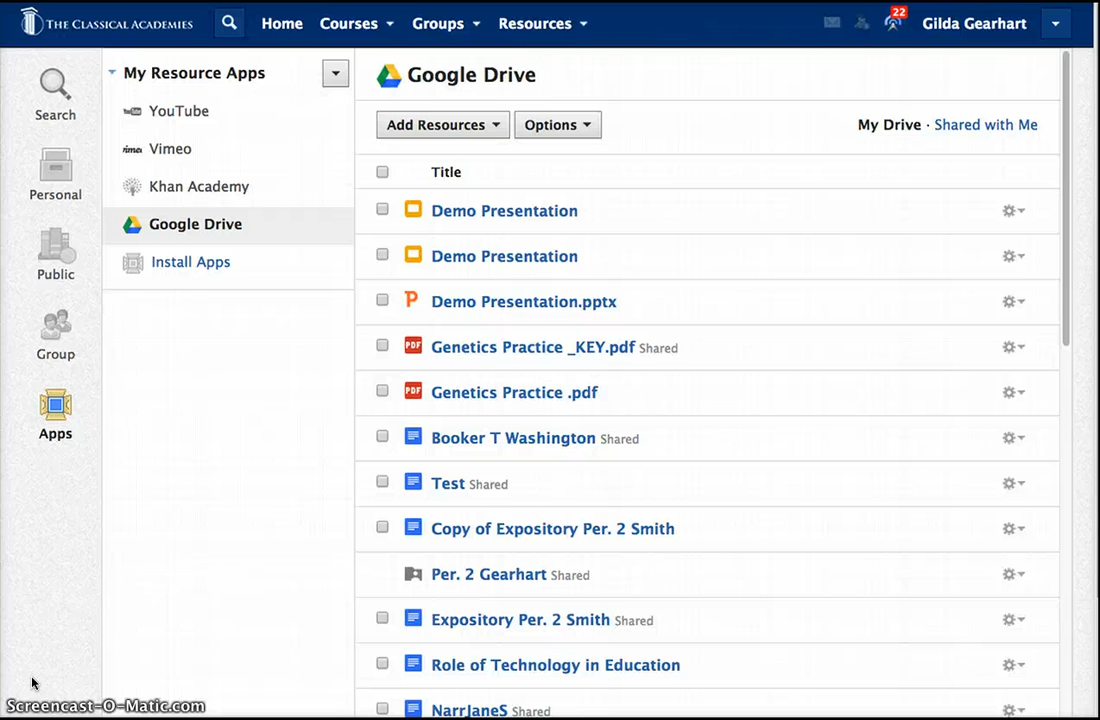 THE CLASSICAL ACADEMIES Home Courses Groups Resources 22 Gilda Gearhart
Search
Personal
Public
Group
Apps
My Resource Apps
YouTube
Vimeo
Khan Academy
Google Drive
Install Apps
Google Drive
Add Resources Options My Drive · Shared with Me
Title
Demo Presentation
Demo Presentation
P Demo Presentation.pptx
PDF Genetics Practice _KEY.pdf Shared
PDF Genetics Practice .pdf
Booker T Washington Shared
Test Shared
Copy of Expository Per. 2 Smith
Per. 2 Gearhart Shared
Expository Per. 2 Smith Shared
Role of Technology in Education
NarrJaneS Shared
Screencast-O-Matic.com